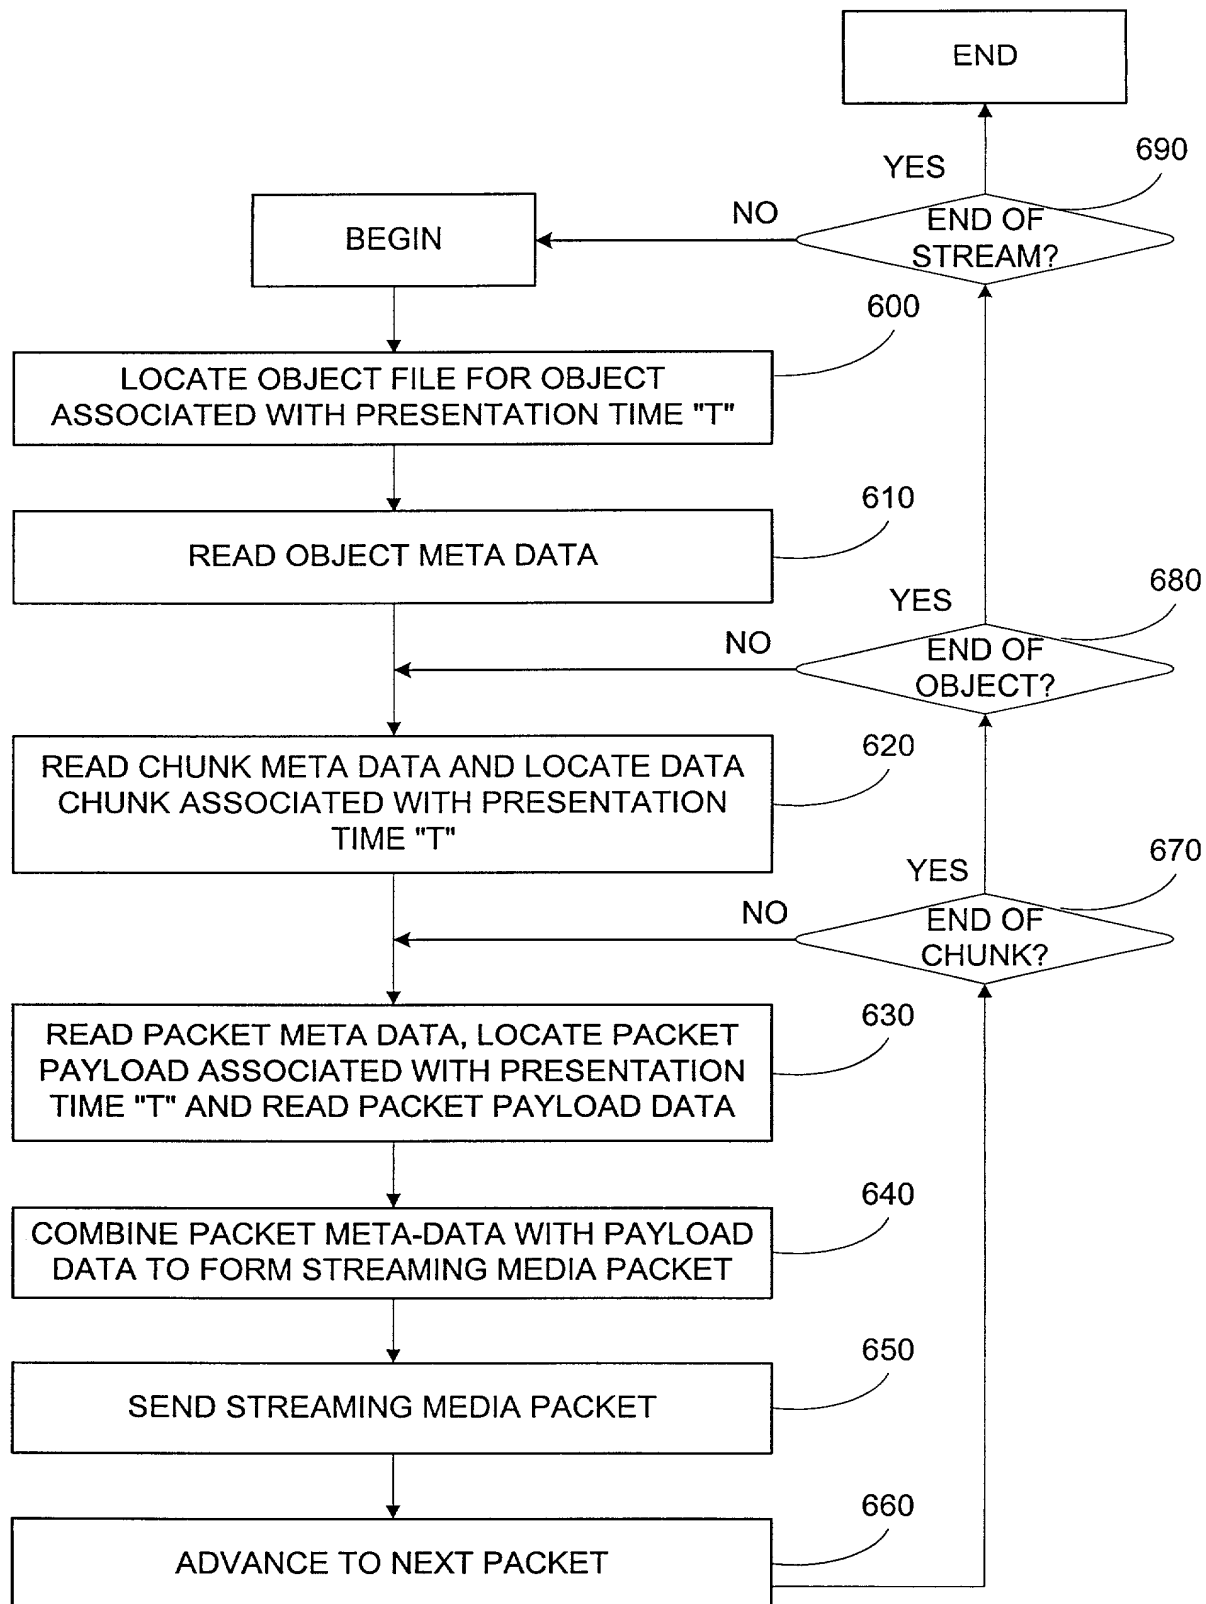 END
690
YES
NO
END OF
STREAM?
BEGIN
600
LOCATE OBJECT FILE FOR OBJECT
ASSOCIATED WITH PRESENTATION TIME "T"
610
READ OBJECT META DATA
680
YES
NO
END OF
OBJECT?
620
READ CHUNK META DATA AND LOCATE DATA
CHUNK ASSOCIATED WITH PRESENTATION
TIME "T"
670
YES
NO
END OF
CHUNK?
630
READ PACKET META DATA, LOCATE PACKET
PAYLOAD ASSOCIATED WITH PRESENTATION
TIME "T" AND READ PACKET PAYLOAD DATA
640
COMBINE PACKET META-DATA WITH PAYLOAD
DATA TO FORM STREAMING MEDIA PACKET
650
SEND STREAMING MEDIA PACKET
660
ADVANCE TO NEXT PACKET